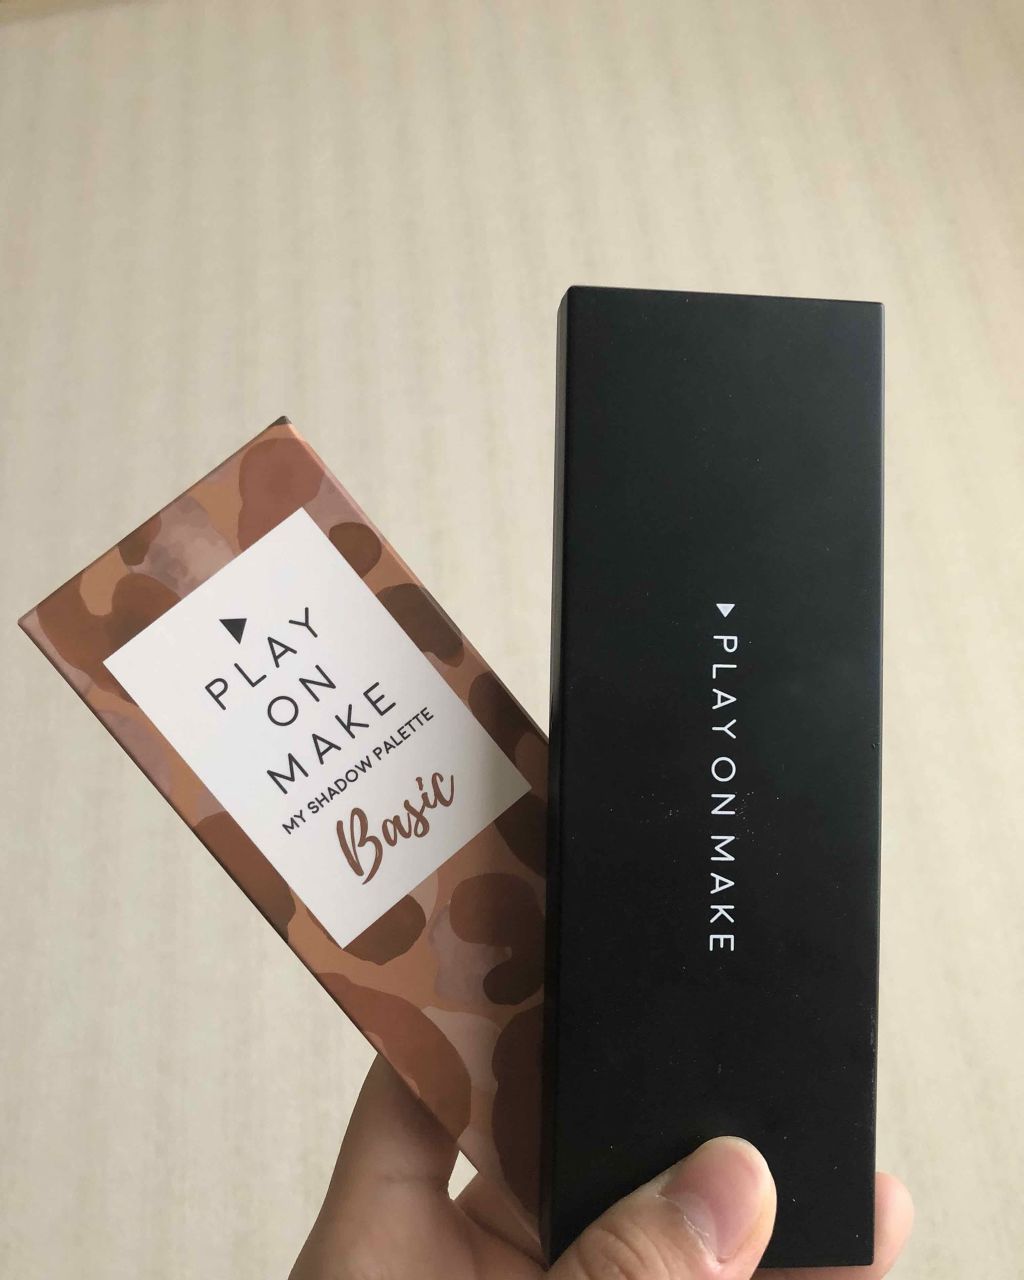 PLAY
ON
MAKE
MY SHADOW PALETTE
Basic
PLAY ON MAKE